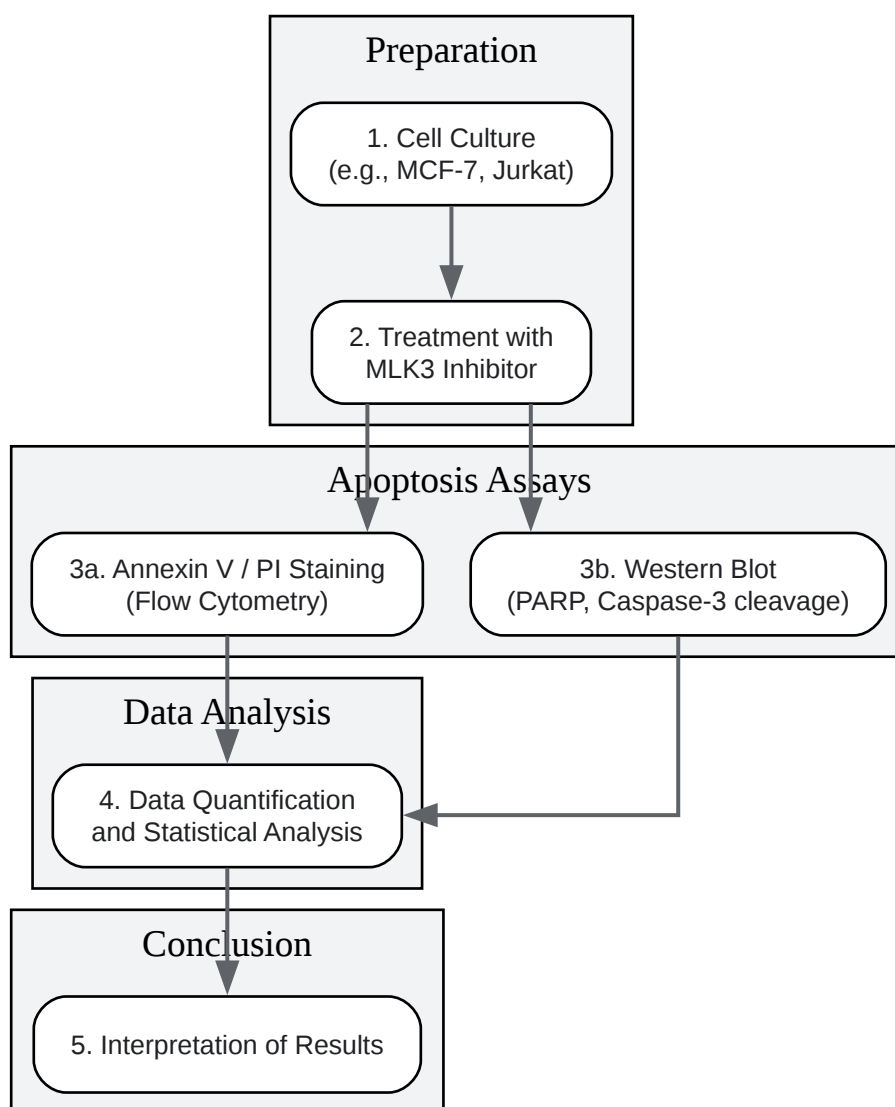 Preparation
1. Cell Culture
(e.g., MCF-7, Jurkat)
2. Treatment with
MLK3 Inhibitor
Apoptosis Assays
3a. Annexin V / PI Staining
(Flow Cytometry)
3b. Western Blot
(PARP, Caspase-3 cleavage)
Data Analysis
4. Data Quantification
and Statistical Analysis
Conclusion
5. Interpretation of Results